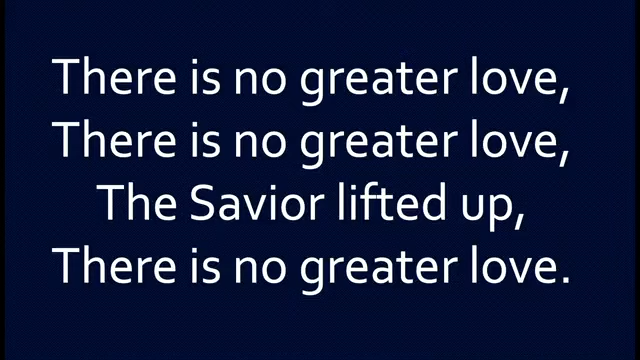 There is no greater love,
There is no greater love,
The Savior lifted up,
There is no greater love.